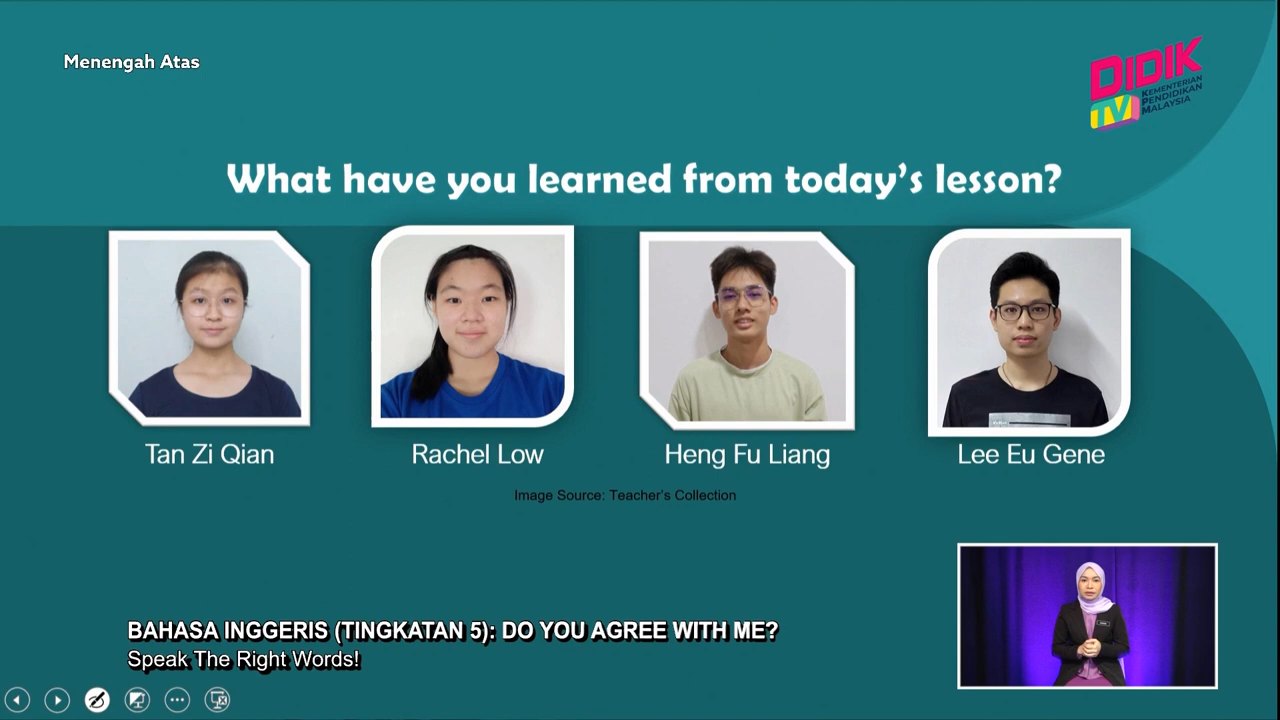 Menengah Atas
DIDIK
TV
KEMENTERIAN
PENDIDIKAN
MALAYSIA
What have you learned from today's lesson?
Tan Zi Qian
Rachel Low
Heng Fu Liang
Lee Eu Gene
Image Source: Teacher's Collection
BAHASA INGGERIS (TINGKATAN 5): DO YOU AGREE WITH ME?
Speak The Right Words!